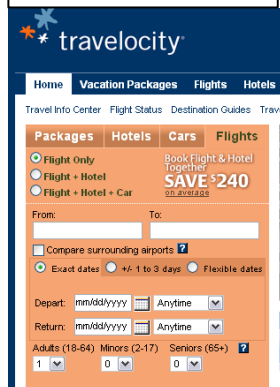 travelocity
Home Vacation Packages Flights Hotels
Travel Info Center Flight Status Destination Guides Trav
Packages Hotels Cars Flights
Flight Only
Flight + Hotel
Flight + Hotel + Car
Book Flight & Hotel
Together
SAVE $240
on average
From: To:
Compare surrounding airports ?
Exact dates +/- 1 to 3 days Flexible dates
Depart: mm/dd/yyyy Anytime
Return: mm/dd/yyyy Anytime
Adults (18-64) Minors (2-17) Seniors (65+) ?
1 0 0